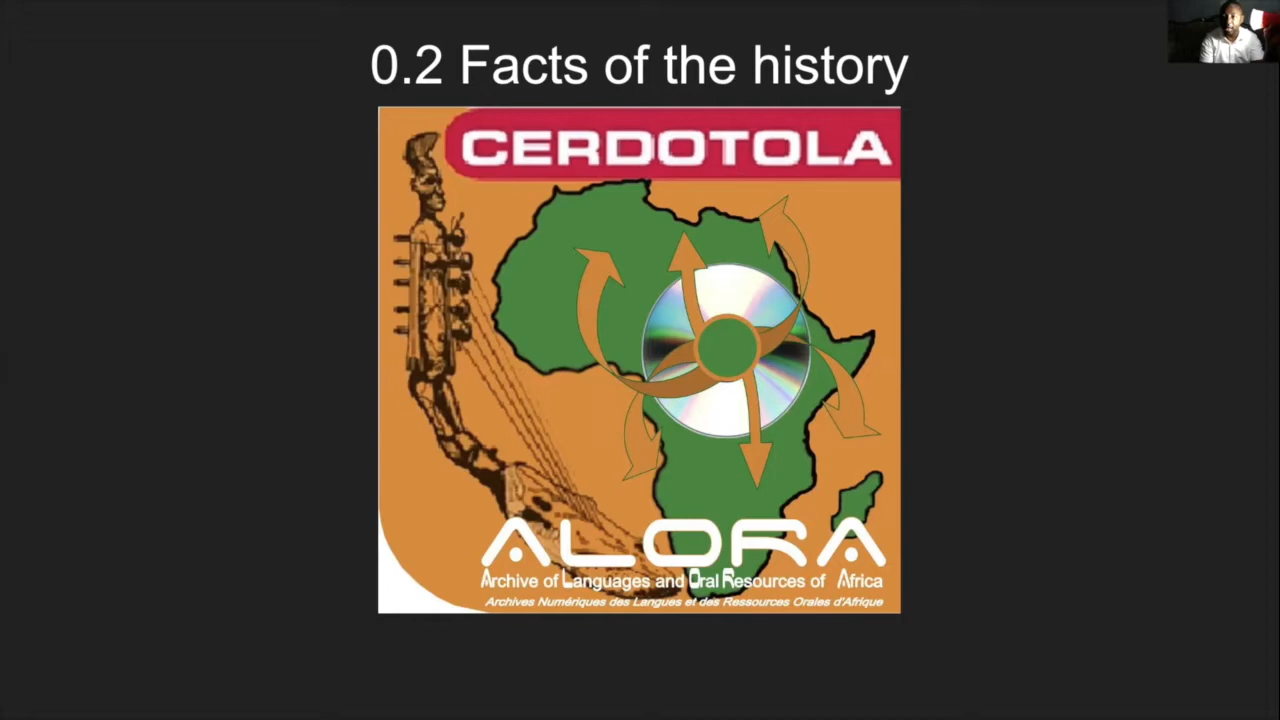 0.2 Facts of the history
CERDOTOLA
ALORA
Archive of Languages and Oral Resources of Africa
Archives Numériques des Langues et des Ressources Orales d'Afrique